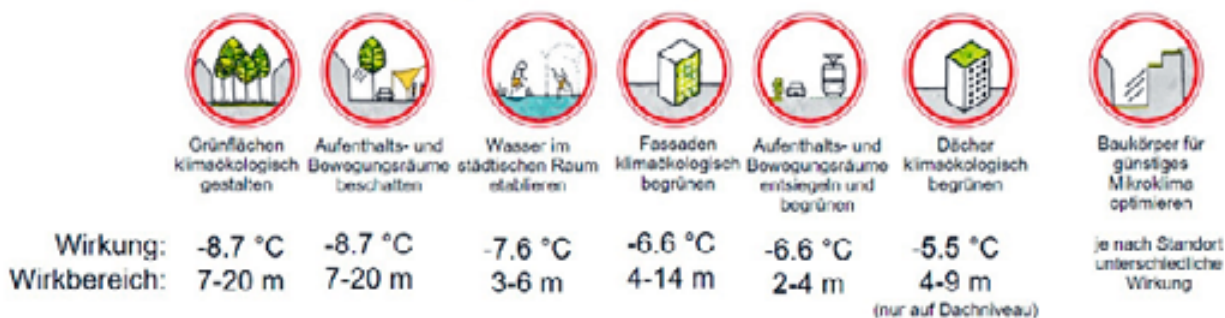 Grünflächen
klimaökologisch
gestalten
Aufenthalts- und
Bewegungsräume
beschatten
Wasser im
städtischen Raum
etablieren
Fassaden
klimaökologisch
begrünen
Aufenthalts- und
Bewegungsräume
entsiegeln und
begrünen
Dächer
klimaökologisch
begrünen
Baukörper für
günstiges
Mikroklima
optimieren
Wirkung: -8.7 °C -8.7 °C -7.6 °C -6.6 °C -6.6 °C -5.5 °C
Wirkbereich: 7-20 m 7-20 m 3-6 m 4-14 m 2-4 m 4-9 m
(nur auf Dachniveau)
je nach Standort
unterschiedliche
Wirkung